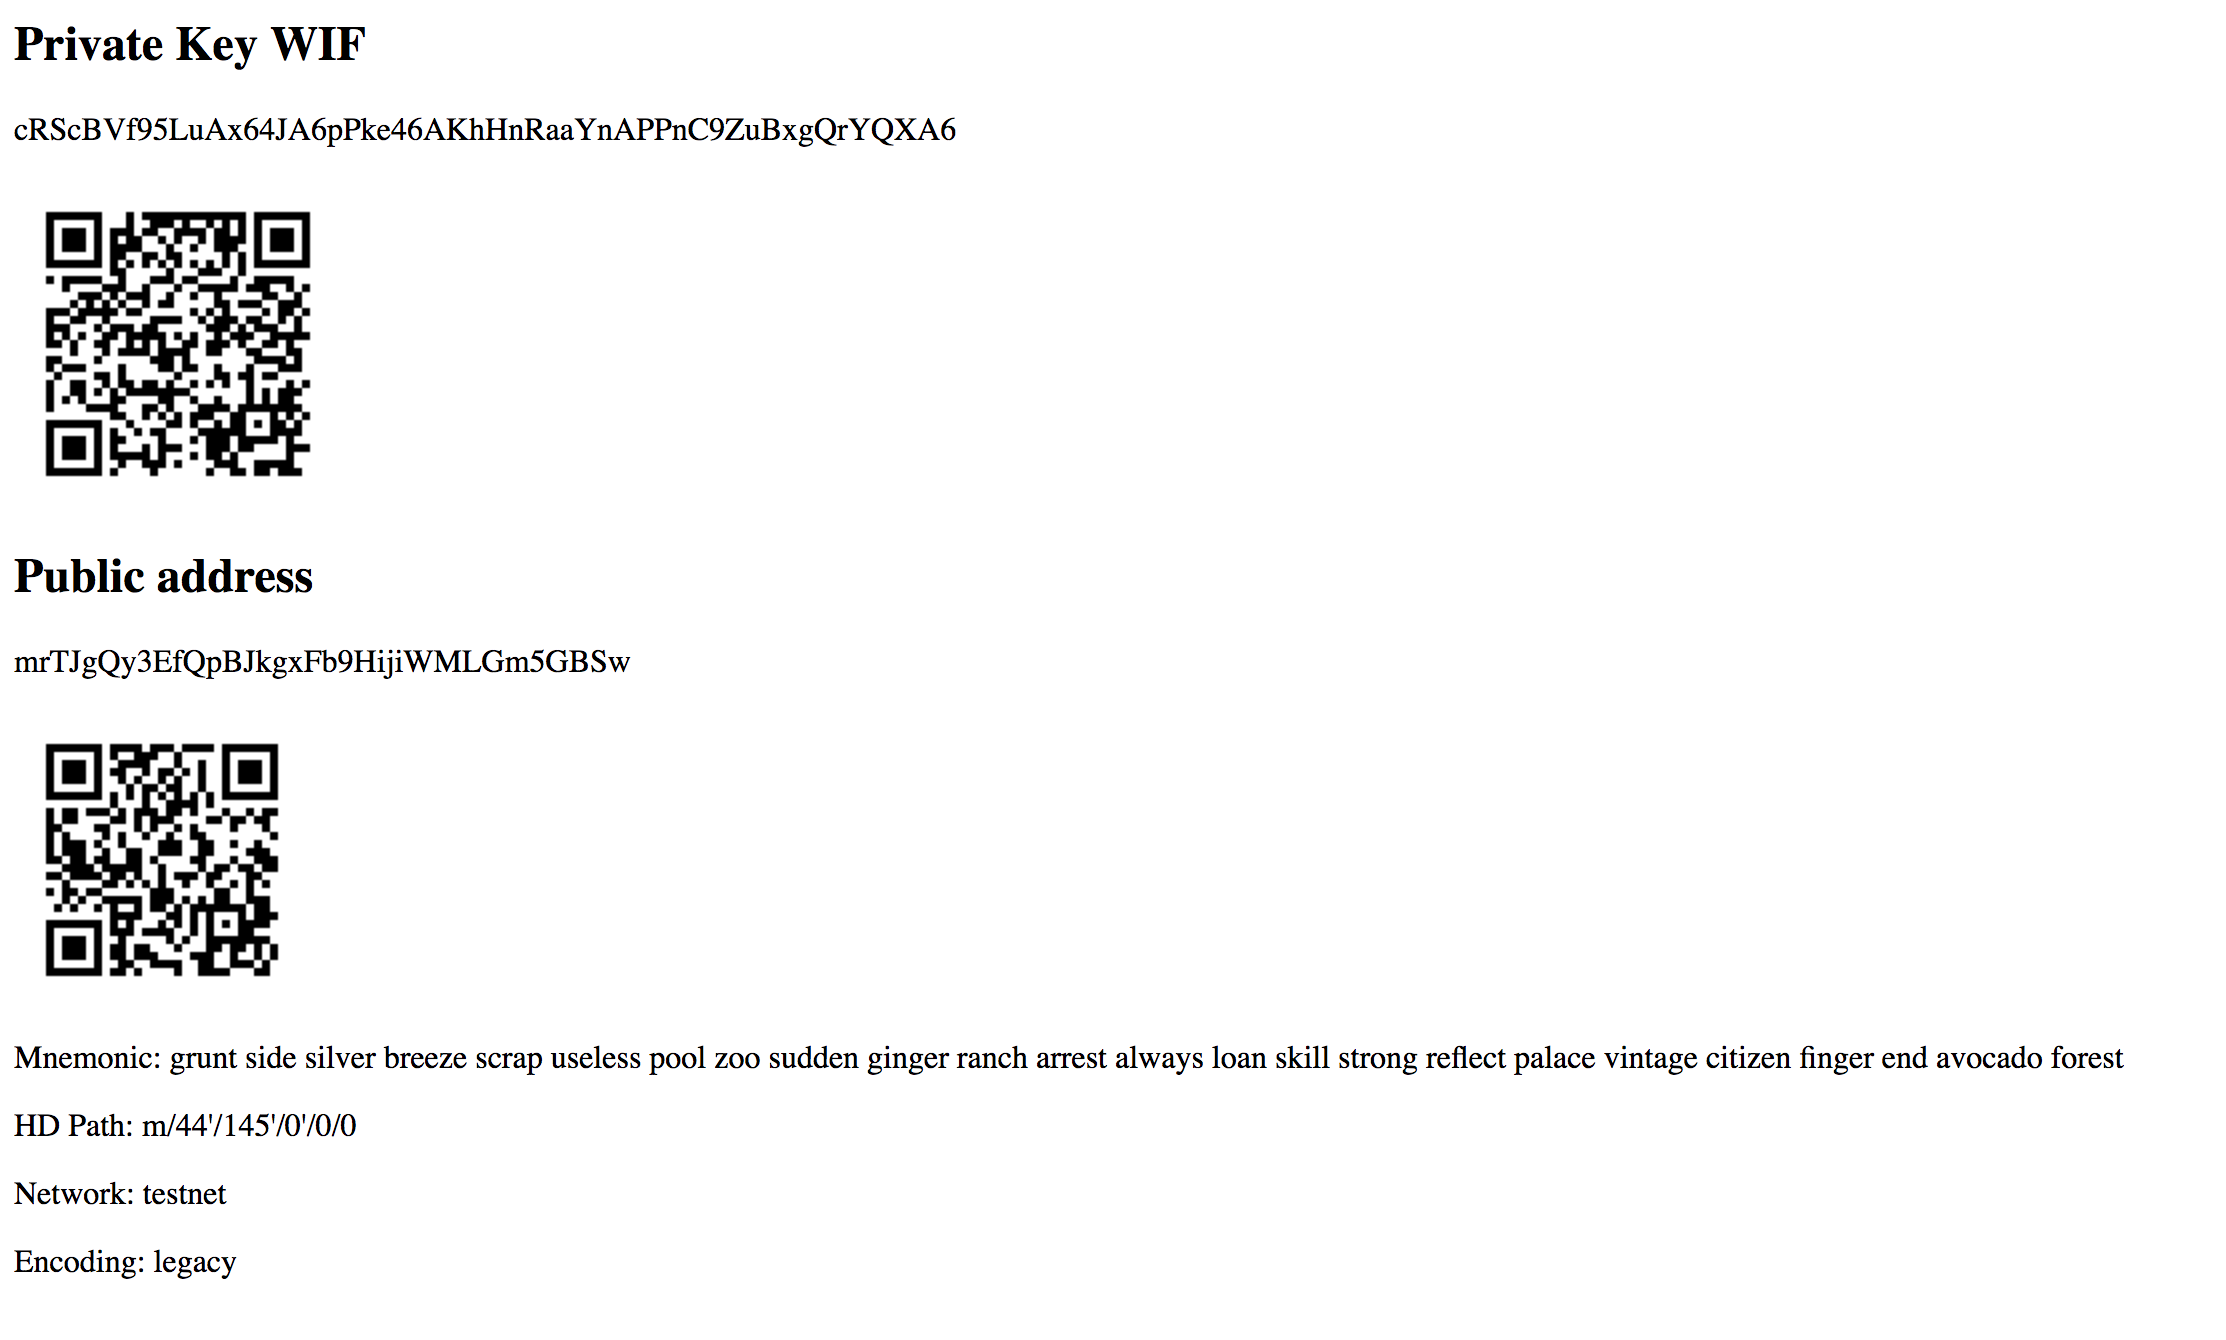 Private Key WIF
cRScBVf95LuAx64JA6pPke46AKhHnRaaYnAPPnC9ZuBxgQrYQXA6
Public address
mrTJgQy3EfQpBJkgxFb9HijiWMLGm5GBSw
Mnemonic: grunt side silver breeze scrap useless pool zoo sudden ginger ranch arrest always loan skill strong reflect palace vintage citizen finger end avocado forest
HD Path: m/44'/145'/0'/0/0
Network: testnet
Encoding: legacy